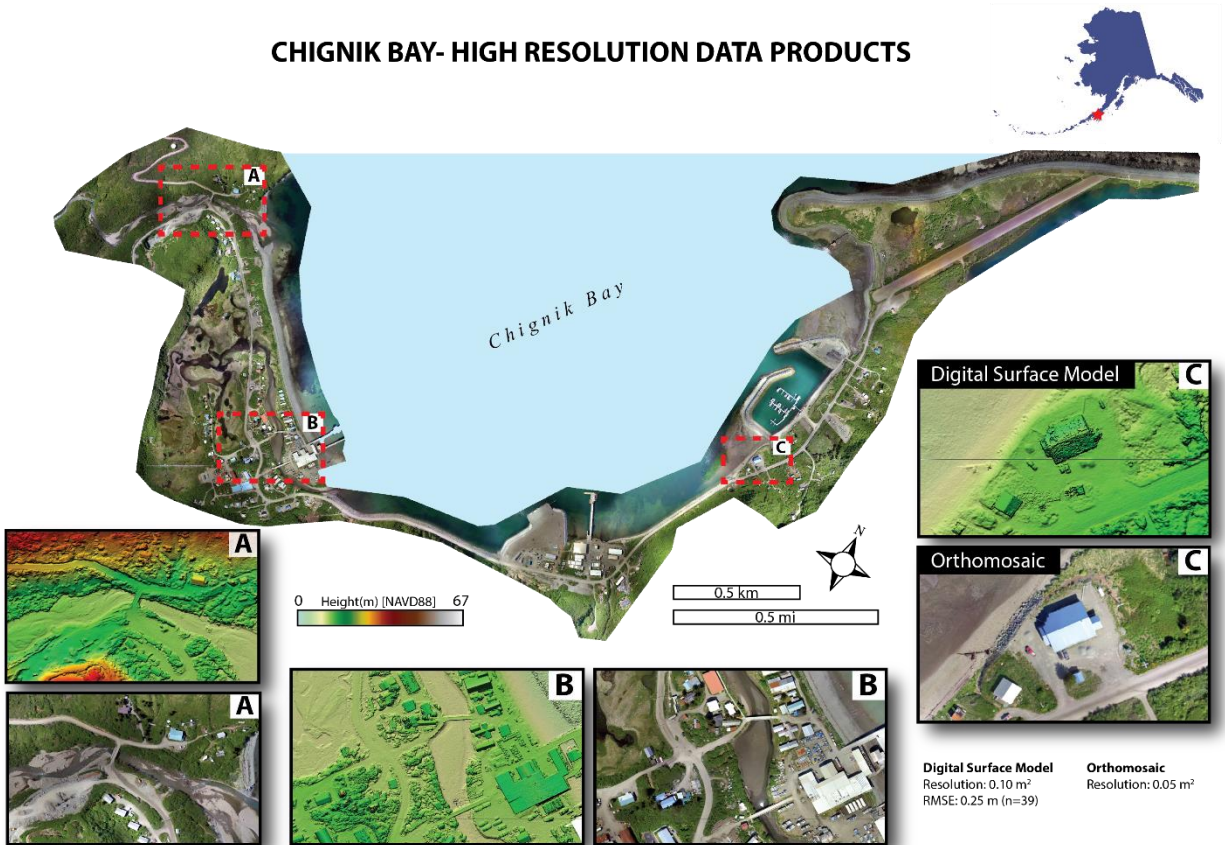 CHIGNIK BAY- HIGH RESOLUTION DATA PRODUCTS
A
Chignik Bay
B
C
Digital Surface Model C
Orthomosaic C
A
A
0 Height(m) [NAVD88] 67
N
0.5 km
0.5 mi
B
B
Digital Surface Model
Resolution: 0.10 m²
RMSE: 0.25 m (n=39)
Orthomosaic
Resolution: 0.05 m²